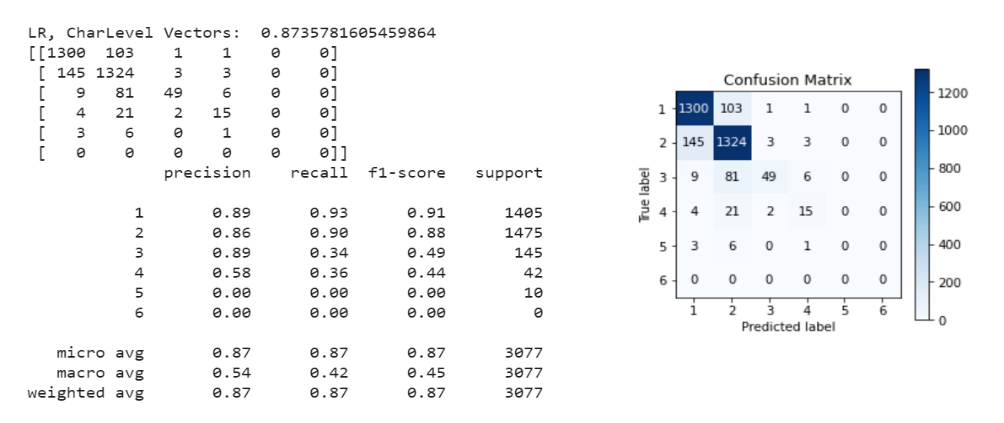 LR, CharLevel Vectors:  0.8735781605459864
[[1300  103    1    1    0    0]
 [ 145 1324    3    3    0    0]
 [   9   81   49    6    0    0]
 [   4   21    2   15    0    0]
 [   3    6    0    1    0    0]
 [   0    0    0    0    0    0]]
precision recall f1-score support
1 0.89 0.93 0.91 1405
2 0.86 0.90 0.88 1475
3 0.89 0.34 0.49 145
4 0.58 0.36 0.44 42
5 0.00 0.00 0.00 10
6 0.00 0.00 0.00 0
micro avg 0.87 0.87 0.87 3077
macro avg 0.54 0.42 0.45 3077
weighted avg 0.87 0.87 0.87 3077
Confusion Matrix
True label
1 1300 103 1 1 0 0
2 145 1324 3 3 0 0
3 9 81 49 6 0 0
4 4 21 2 15 0 0
5 3 6 0 1 0 0
6 0 0 0 0 0 0
1 2 3 4 5 6
Predicted label
1200
1000
800
600
400
200
0